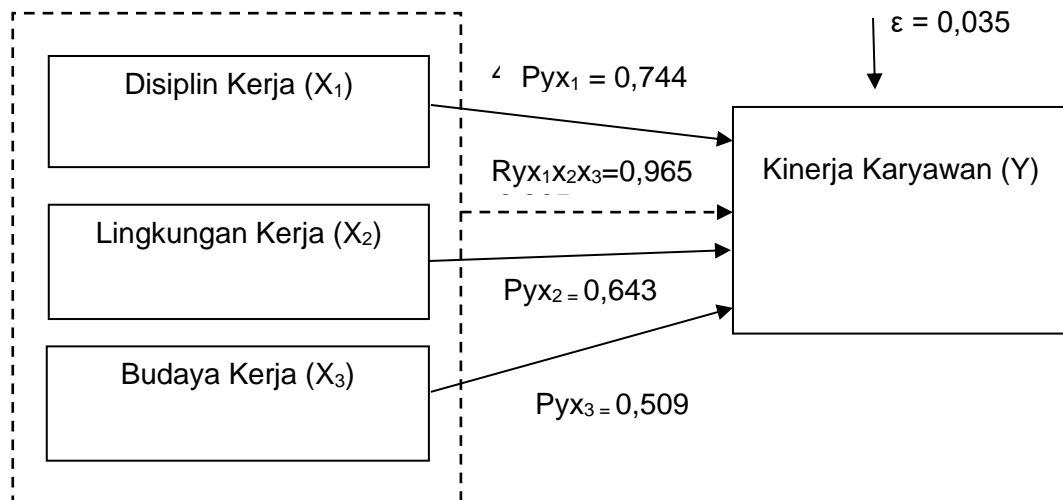 ε = 0,035
Disiplin Kerja (X₁)
Pyx₁ = 0,744
Kinerja Karyawan (Y)
Ryx₁x₂x₃=0,965
Lingkungan Kerja (X₂)
Pyx₂ = 0,643
Budaya Kerja (X₃)
Pyx₃ = 0,509